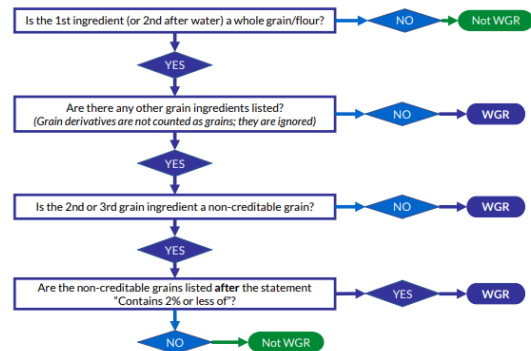 Is the 1st ingredient (or 2nd after water) a whole grain/flour?
NO
Not WGR
YES
Are there any other grain ingredients listed?
(Grain derivatives are not counted as grains; they are ignored)
NO
WGR
YES
Is the 2nd or 3rd grain ingredient a non-creditable grain?
NO
WGR
YES
Are the non-creditable grains listed after the statement
"Contains 2% or less of"?
YES
WGR
NO
Not WGR